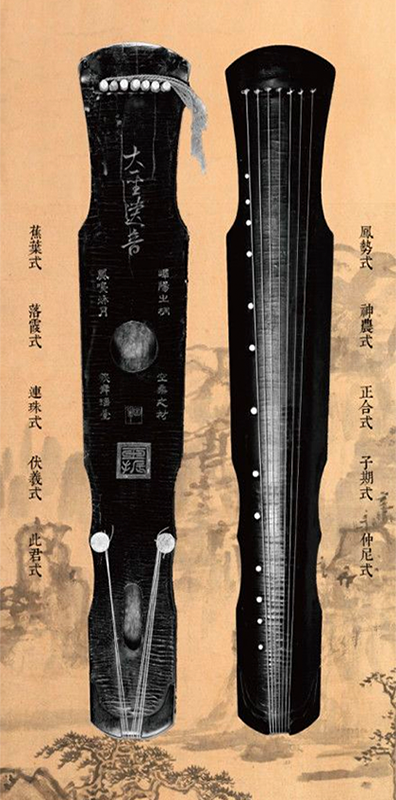 鳳勢式
神農式
正合式
子期式
仲尼式
大聖遺音
嶧陽之桐
空桑之材
鳳鳴秋月
鶴舞瑤臺
蕉葉式
落霞式
連珠式
伏羲式
此君式